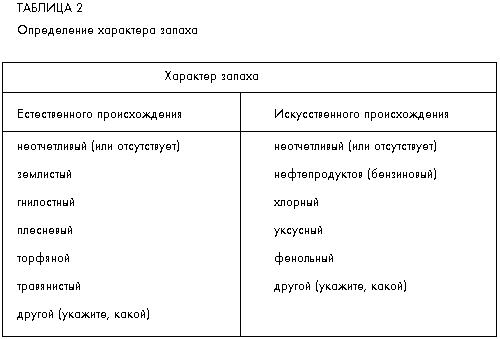 ТАБЛИЦА 2
Определение характера запаха
Характер запаха
Естественного происхождения
Искусственного происхождения
неотчетливый (или отсутствует)
неотчетливый (или отсутствует)
землистый
нефтепродуктов (бензиновый)
гнилостный
хлорный
плесневый
уксусный
торфяной
фенольный
травянистый
другой (укажите, какой)
другой (укажите, какой)